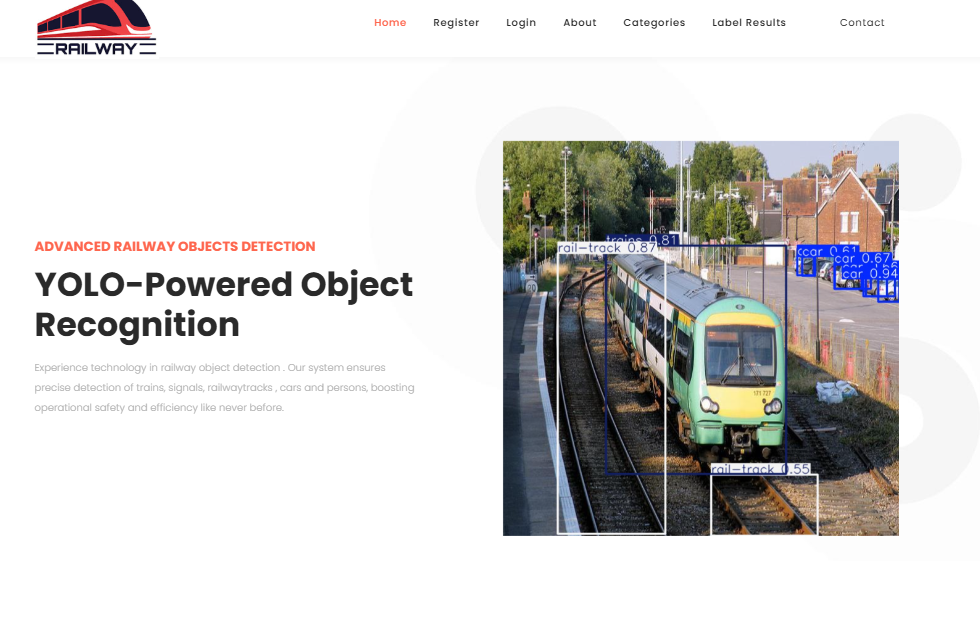 RAILWAY
Home Register Login About Categories Label Results Contact
ADVANCED RAILWAY OBJECTS DETECTION
YOLO-Powered Object
Recognition
Experience technology in railway object detection . Our system ensures
precise detection of trains, signals, railwaytracks , cars and persons, boosting
operational safety and efficiency like never before.
trains 0.81
rail-track 0.87
car 0.61
car 0.67
car 0.94
171 727
rail-track 0.55